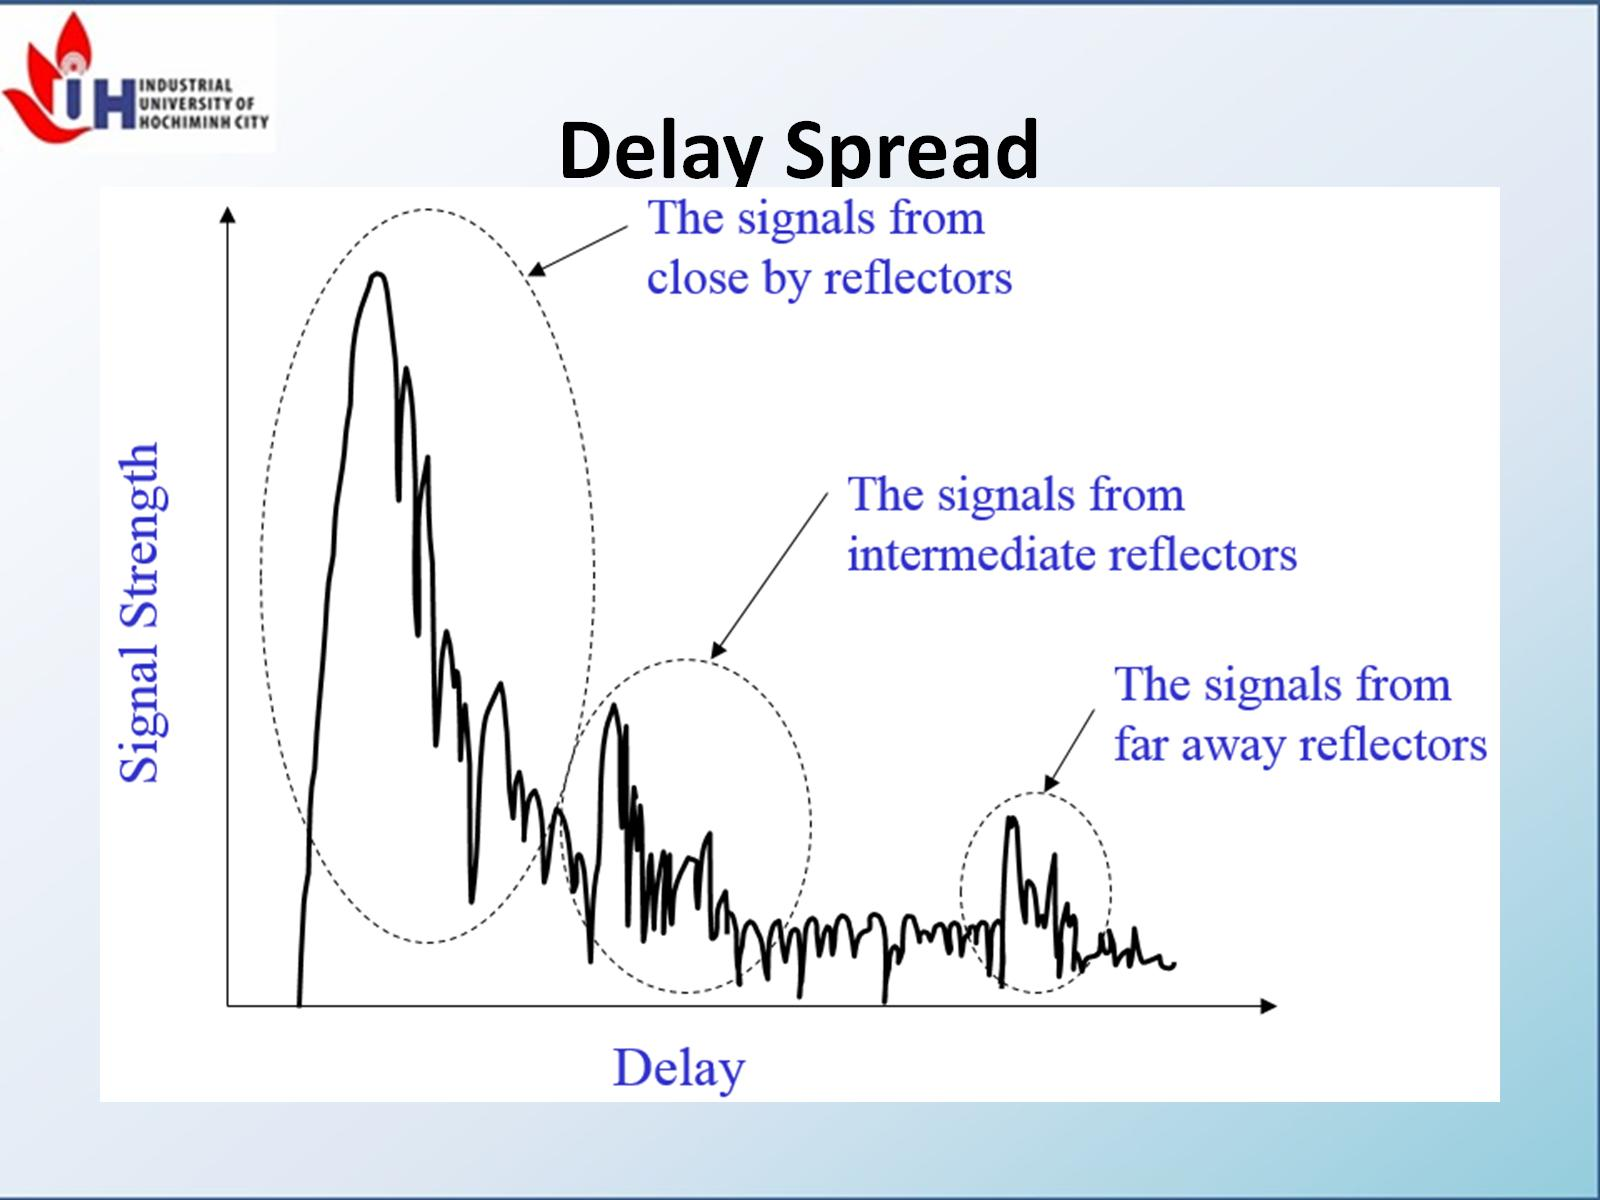 IUH
INDUSTRIAL
UNIVERSITY OF
HOCHIMINH CITY
Delay Spread
The signals from
close by reflectors
The signals from
intermediate reflectors
The signals from
far away reflectors
Signal Strength
Delay